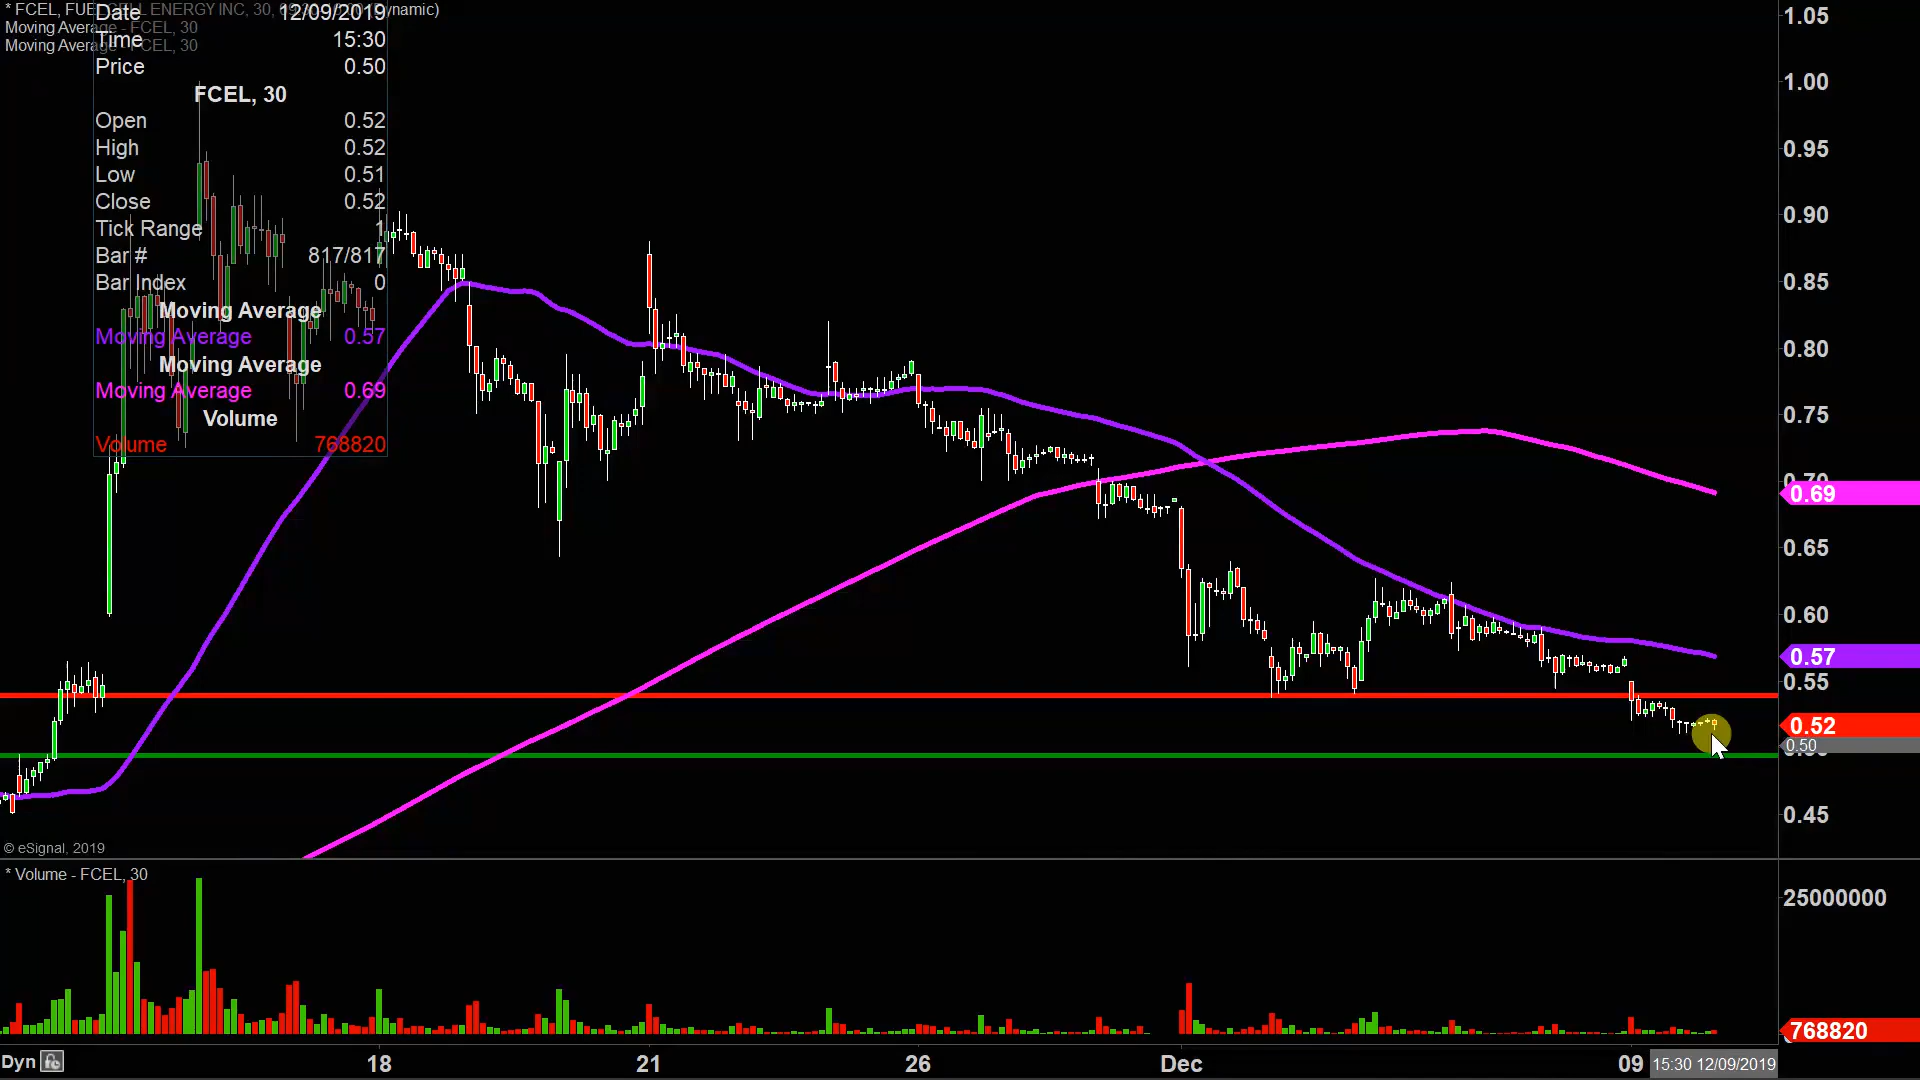 * FCEL, FUELCELL ENERGY INC, 30, ynamic)
Moving Average - FCEL, 30
Moving Average - FCEL, 30
Date 12/09/2019
Time 15:30
Price 0.50
FCEL, 30
Open 0.52
High 0.52
Low 0.51
Close 0.52
Tick Range 1
Bar # 817/817
Bar Index 0
Moving Average
Moving Average 0.57
Moving Average
Moving Average 0.69
Volume
Volume 768820
1.05
1.00
0.95
0.90
0.85
0.80
0.75
0.70
0.69
0.65
0.60
0.57
0.55
0.52
0.50
0.45
© eSignal, 2019
* Volume - FCEL, 30
25000000
768820
Dyn
18 21 26 Dec 09 15:30 12/09/2019